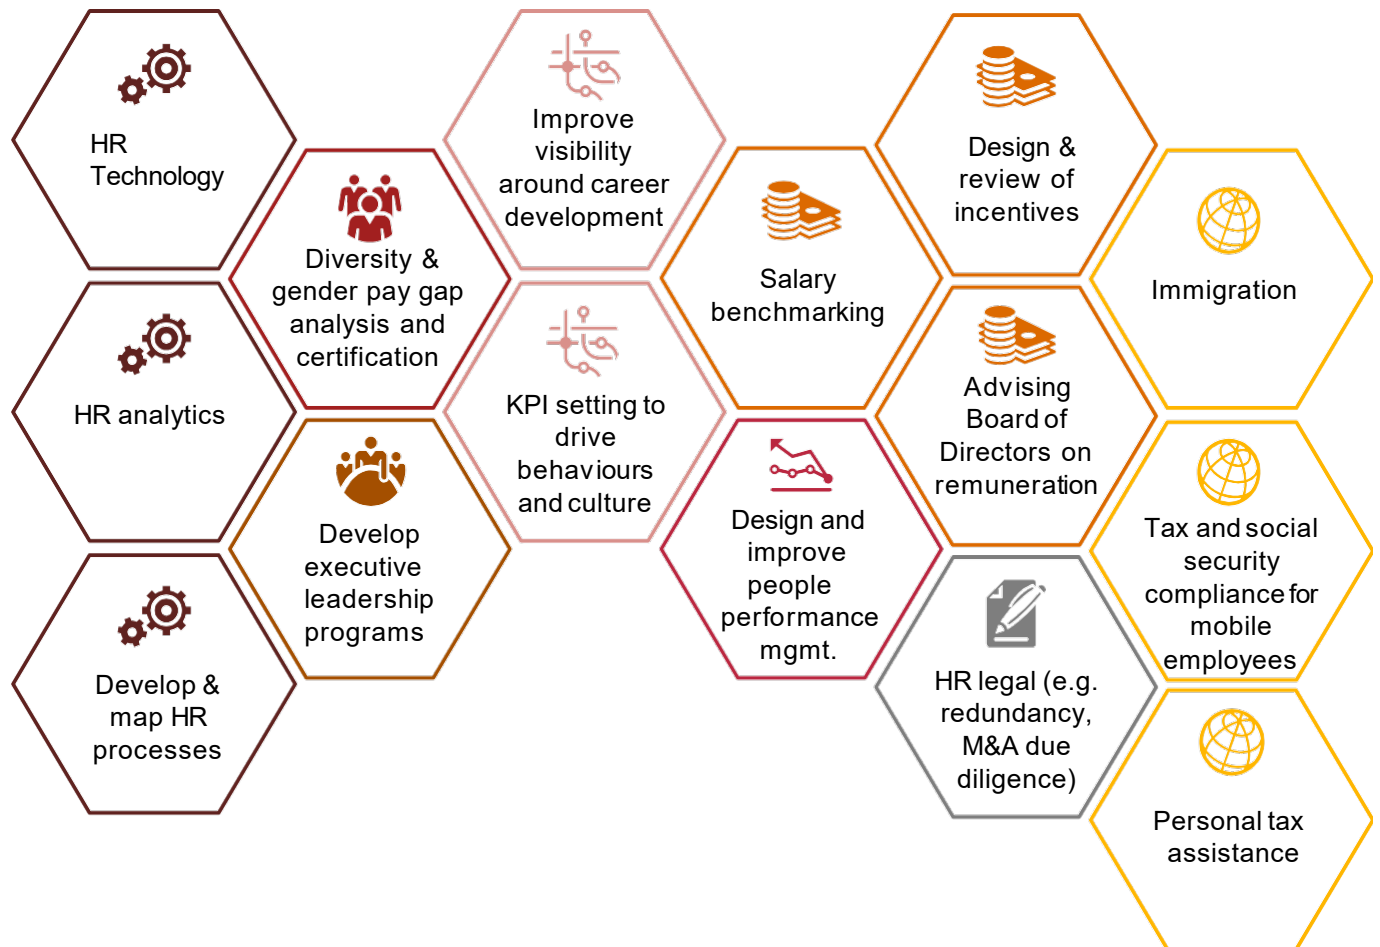 HR
Technology
HR analytics
Develop &
map HR
processes
Diversity &
gender pay gap
analysis and
certification
Develop
executive
leadership
programs
Improve
visibility
around career
development
KPI setting to
drive
behaviours
and culture
Salary
benchmarking
Design and
improve
people
performance
mgmt.
Design &
review of
incentives
Advising
Board of
Directors on
remuneration
HR legal (e.g.
redundancy,
M&A due
diligence)
Immigration
Tax and social
security
compliance for
mobile
employees
Personal tax
assistance